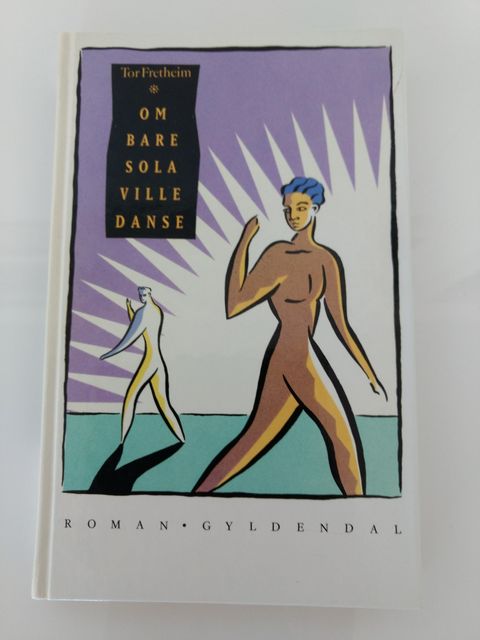 Tor Fretheim
OM
BARE
SOLA
VILLE
DANSE
ROMAN • GYLDENDAL